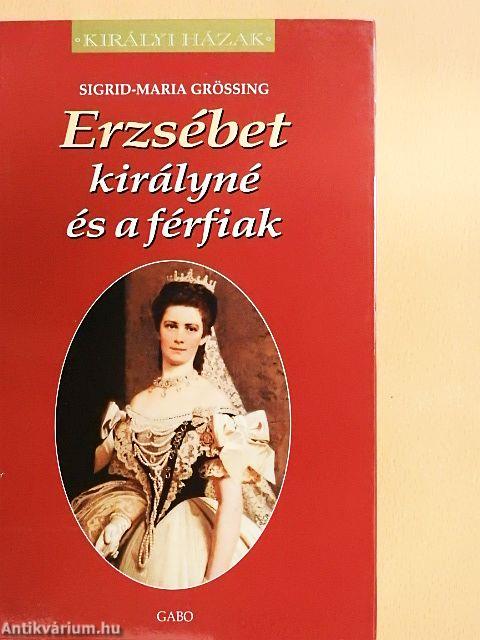 •KIRÁLYI HÁZAK•
SIGRID-MARIA GRÖSSING
Erzsébet
királyné
és a férfiak
GABO
Antikvárium.hu